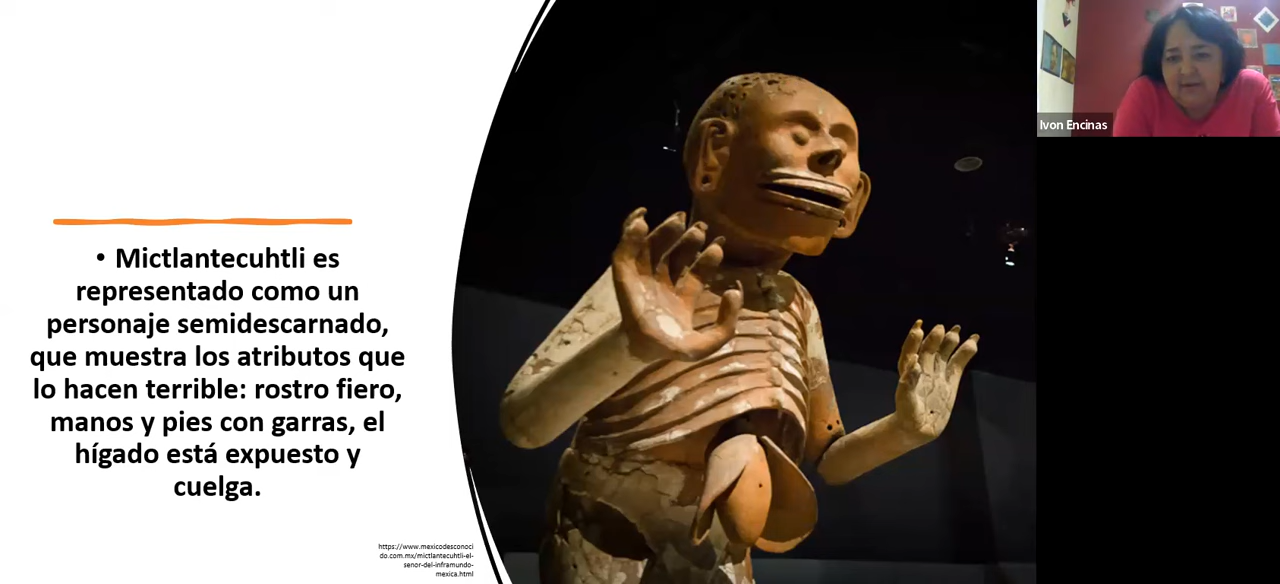 • Mictlantecuhtli es
representado como un
personaje semidescarnado,
que muestra los atributos que
lo hacen terrible: rostro fiero,
manos y pies con garras, el
hígado está expuesto y
cuelga.
https://www.mexicodesconoci
do.com.mx/mictlantecuhtli-el-
senor-del-inframundo-
mexica.html
Ivon Encinas